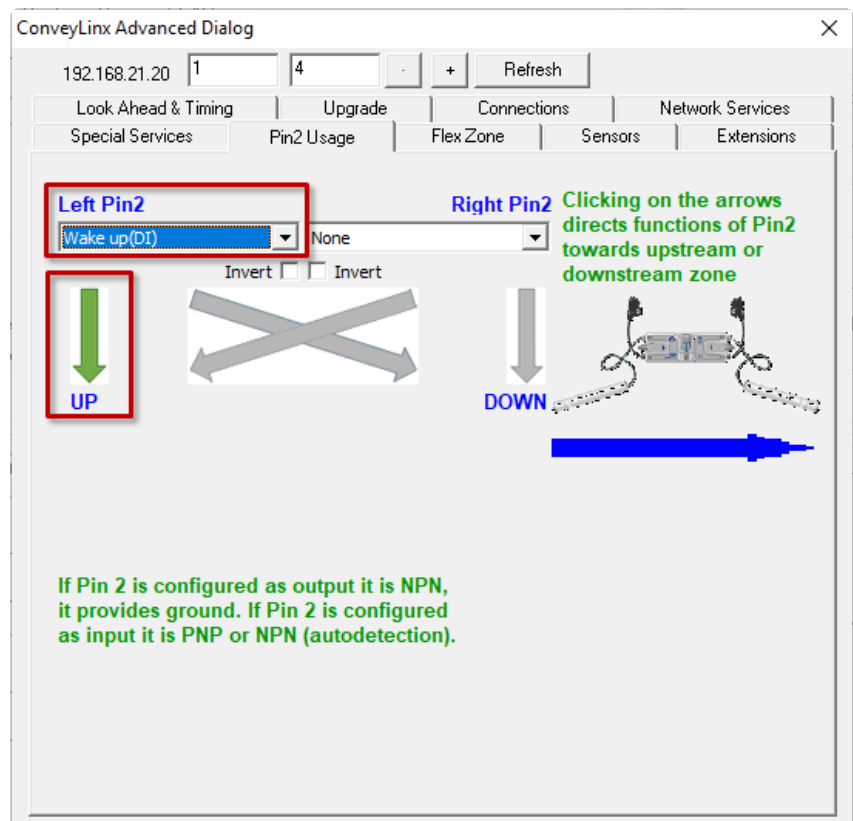 ConveyLinx Advanced Dialog
192.168.21.20 1 4 - + Refresh
Look Ahead & Timing Upgrade Connections Network Services
Special Services Pin2 Usage Flex Zone Sensors Extensions
Left Pin2 Right Pin2
Wake up(DI) None
Invert Invert
Clicking on the arrows
directs functions of Pin2
towards upstream or
downstream zone
UP DOWN
If Pin 2 is configured as output it is NPN,
it provides ground. If Pin 2 is configured
as input it is PNP or NPN (autodetection).